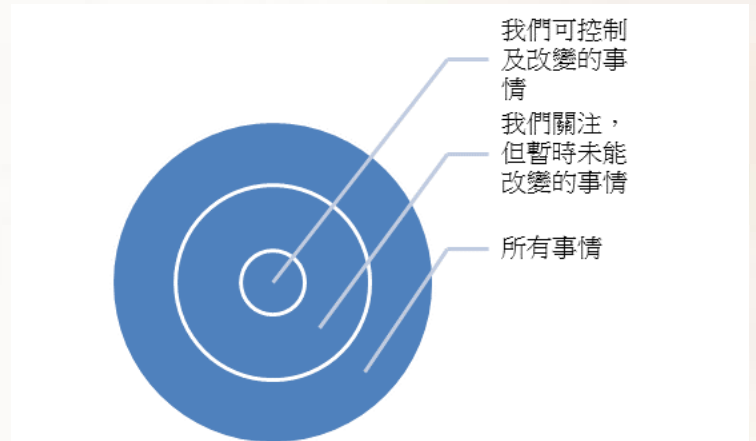 我們可控制
及改變的事
情
我們關注，
但暫時未能
改變的事情
所有事情